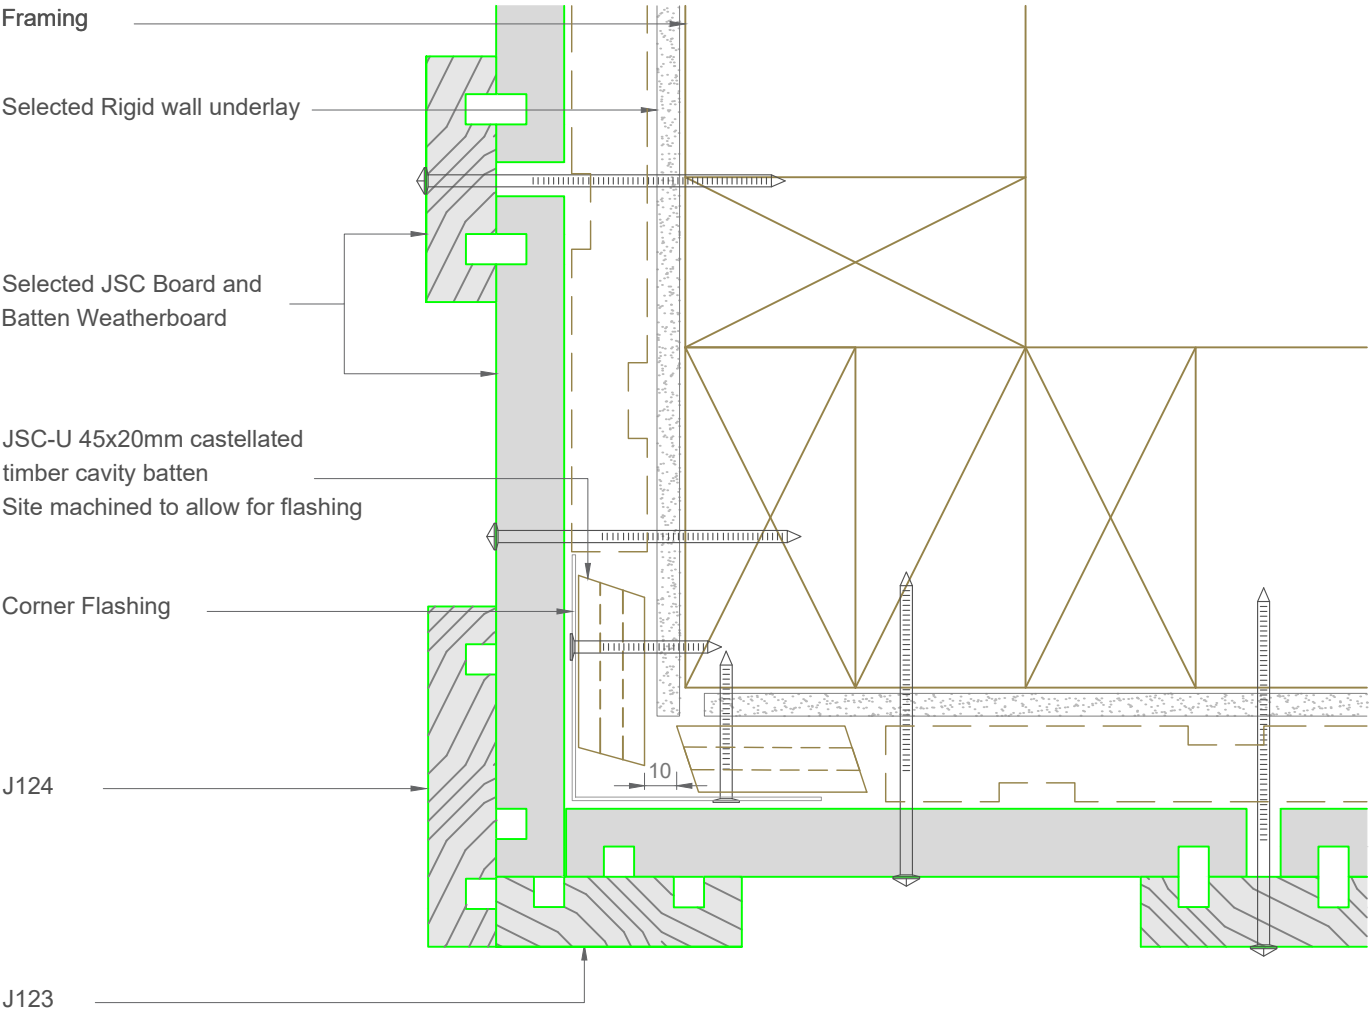 Framing
Selected Rigid wall underlay
Selected JSC Board and
Batten Weatherboard
JSC-U 45x20mm castellated
timber cavity batten
Site machined to allow for flashing
Corner Flashing
10
J124
J123